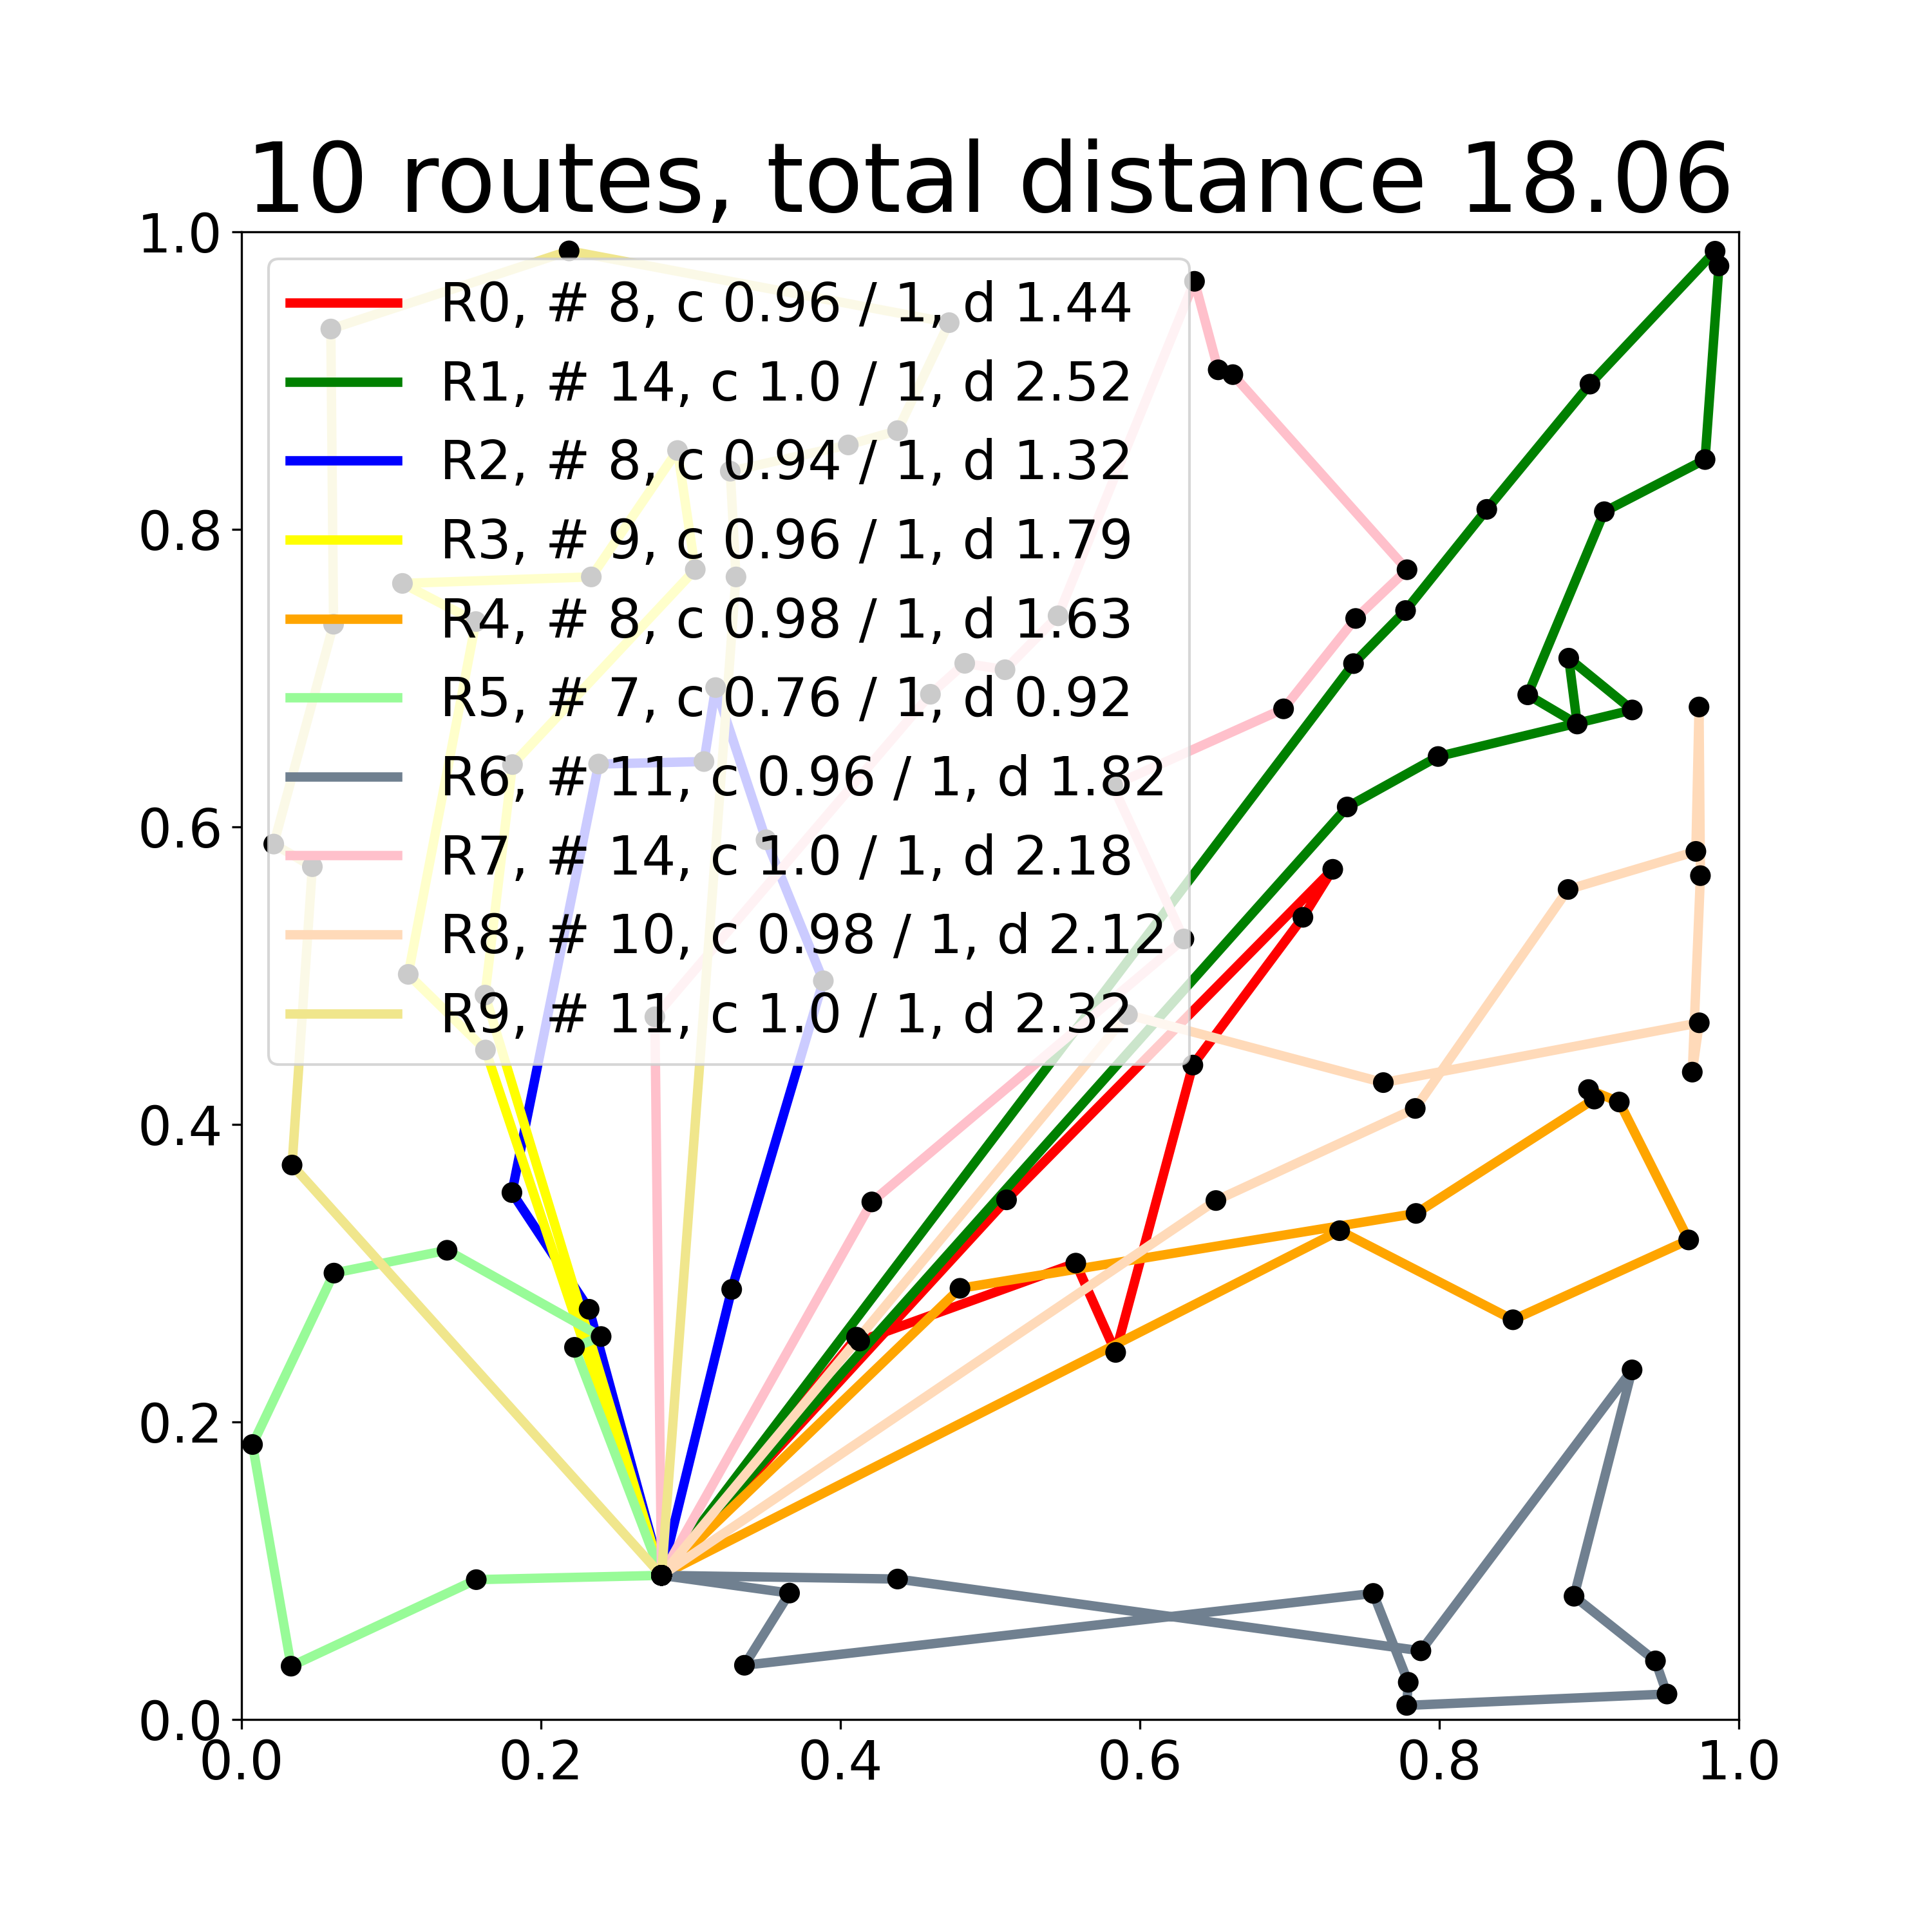 10 routes, total distance 18.06
1.0
0.8
0.6
0.4
0.2
0.0
R0, # 8, c 0.96 / 1, d 1.44
R1, # 14, c 1.0 / 1, d 2.52
R2, # 8, c 0.94 / 1, d 1.32
R3, # 9, c 0.96 / 1, d 1.79
R4, # 8, c 0.98 / 1, d 1.63
R5, # 7, c 0.76 / 1, d 0.92
R6, # 11, c 0.96 / 1, d 1.82
R7, # 14, c 1.0 / 1, d 2.18
R8, # 10, c 0.98 / 1, d 2.12
R9, # 11, c 1.0 / 1, d 2.32
0.0 0.2 0.4 0.6 0.8 1.0